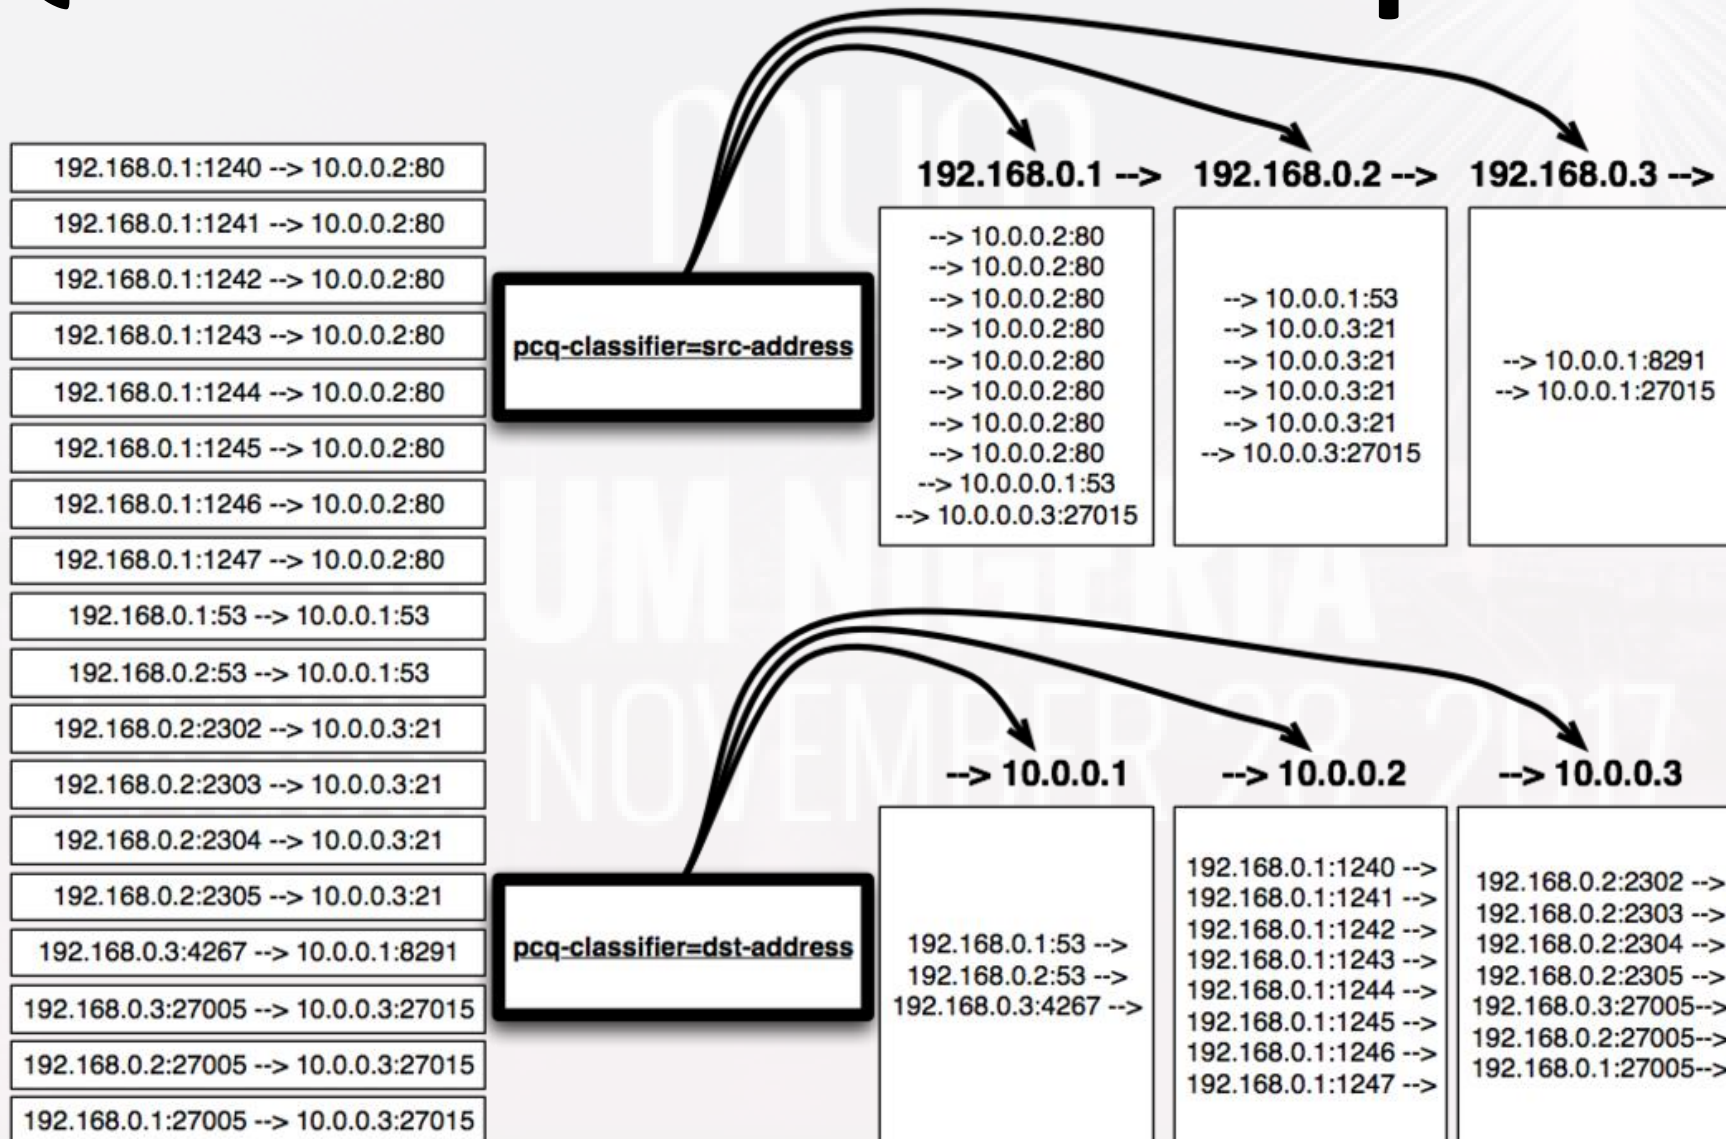 192.168.0.1:1240 --> 10.0.0.2:80
192.168.0.1:1241 --> 10.0.0.2:80
192.168.0.1:1242 --> 10.0.0.2:80
192.168.0.1:1243 --> 10.0.0.2:80
192.168.0.1:1244 --> 10.0.0.2:80
192.168.0.1:1245 --> 10.0.0.2:80
192.168.0.1:1246 --> 10.0.0.2:80
192.168.0.1:1247 --> 10.0.0.2:80
192.168.0.1:53 --> 10.0.0.1:53
192.168.0.2:53 --> 10.0.0.1:53
192.168.0.2:2302 --> 10.0.0.3:21
192.168.0.2:2303 --> 10.0.0.3:21
192.168.0.2:2304 --> 10.0.0.3:21
192.168.0.2:2305 --> 10.0.0.3:21
192.168.0.3:4267 --> 10.0.0.1:8291
192.168.0.3:27005 --> 10.0.0.3:27015
192.168.0.2:27005 --> 10.0.0.3:27015
192.168.0.1:27005 --> 10.0.0.3:27015
pcq-classifier=src-address
192.168.0.1 -->
--> 10.0.0.2:80
--> 10.0.0.2:80
--> 10.0.0.2:80
--> 10.0.0.2:80
--> 10.0.0.2:80
--> 10.0.0.2:80
--> 10.0.0.2:80
--> 10.0.0.2:80
--> 10.0.0.0.1:53
--> 10.0.0.0.3:27015
192.168.0.2 -->
--> 10.0.0.1:53
--> 10.0.0.3:21
--> 10.0.0.3:21
--> 10.0.0.3:21
--> 10.0.0.3:21
--> 10.0.0.3:27015
192.168.0.3 -->
--> 10.0.0.1:8291
--> 10.0.0.1:27015
pcq-classifier=dst-address
--> 10.0.0.1
192.168.0.1:53 -->
192.168.0.2:53 -->
192.168.0.3:4267 -->
--> 10.0.0.2
192.168.0.1:1240 -->
192.168.0.1:1241 -->
192.168.0.1:1242 -->
192.168.0.1:1243 -->
192.168.0.1:1244 -->
192.168.0.1:1245 -->
192.168.0.1:1246 -->
192.168.0.1:1247 -->
--> 10.0.0.3
192.168.0.2:2302 -->
192.168.0.2:2303 -->
192.168.0.2:2304 -->
192.168.0.2:2305 -->
192.168.0.3:27005-->
192.168.0.2:27005-->
192.168.0.1:27005-->
MUM
UM NIGERIA
NOVEMBER 28, 2017